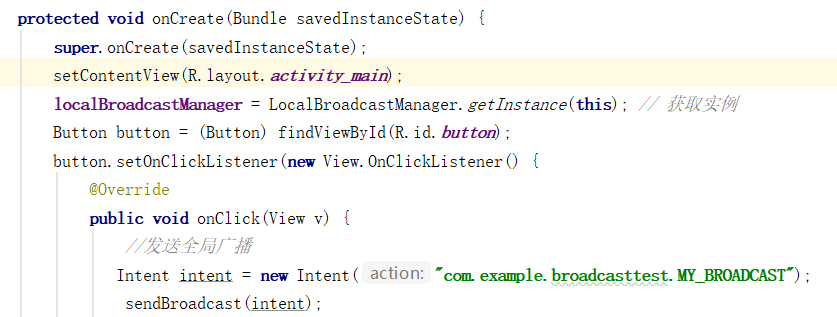 protected void onCreate(Bundle savedInstanceState) {
super.onCreate(savedInstanceState);
setContentView(R.layout.activity_main);
localBroadcastManager = LocalBroadcastManager.getInstance(this); // 获取实例
Button button = (Button) findViewById(R.id.button);
button.setOnClickListener(new View.OnClickListener() {
@Override
public void onClick(View v) {
//发送全局广播
Intent intent = new Intent( action: "com.example.broadcasttest.MY_BROADCAST");
sendBroadcast(intent);